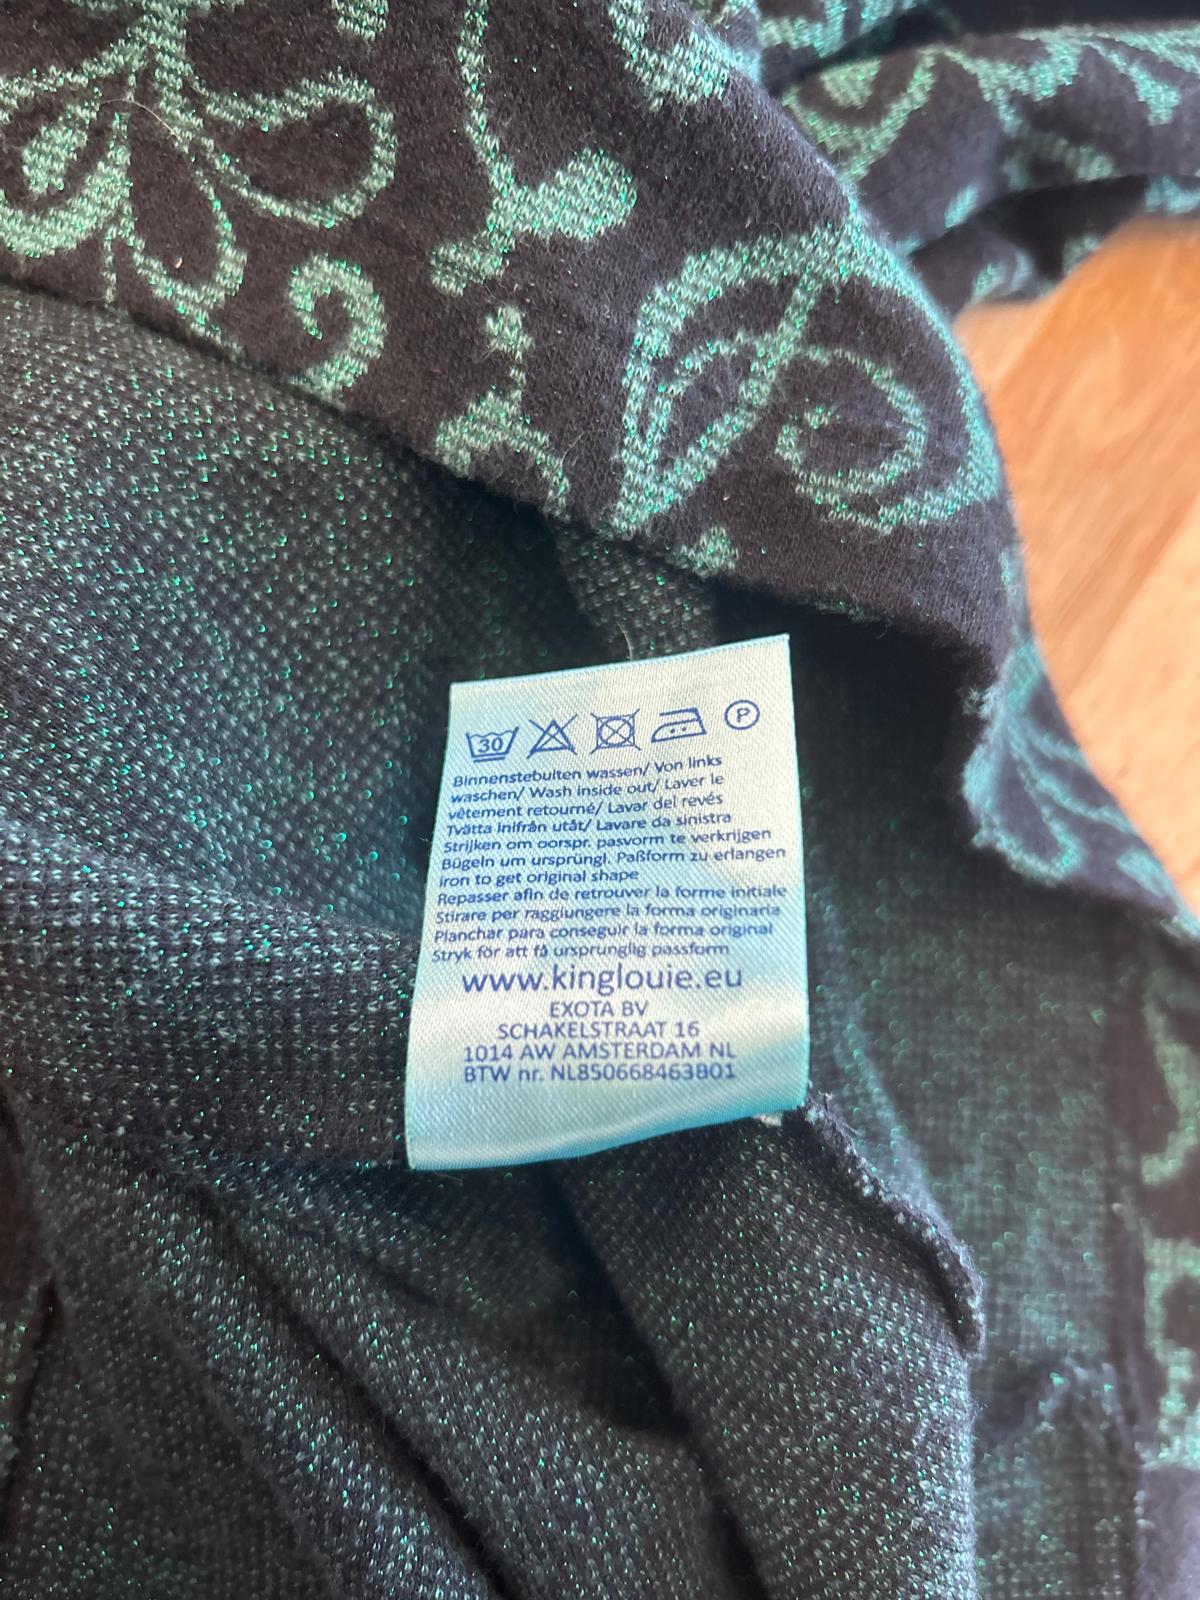 30 P
Binnenstebuiten wassen/ Von links
waschen/ Wash inside out/ Laver le
vêtement retourné/ Lavar del revés
Tvätta inifrån utåt/ Lavare da sinistra
Strijken om oorspr. pasvorm te verkrijgen
Bügeln um ursprüngl. Paßform zu erlangen
Iron to get original shape
Repasser afin de retrouver la forme initiale
Stirare per raggiungere la forma originaria
Planchar para conseguir la forma original
Stryk för att få ursprunglig passform
www.kinglouie.eu
EXOTA BV
SCHAKELSTRAAT 16
1014 AW AMSTERDAM NL
BTW nr. NL850668463B01